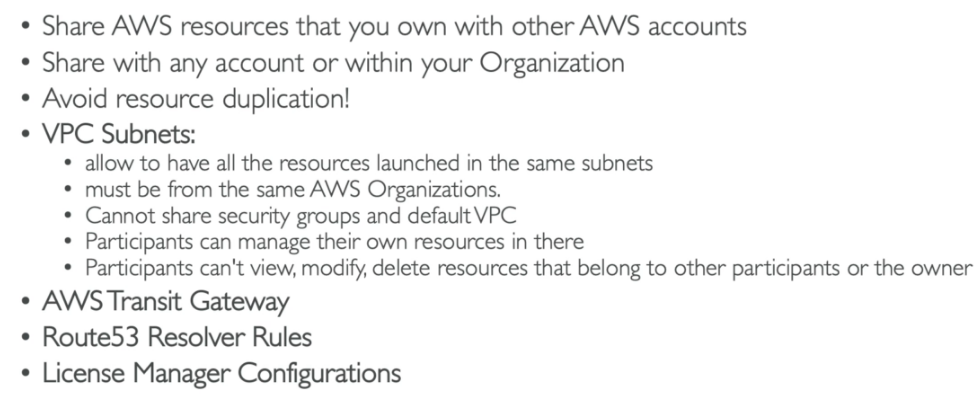 • Share AWS resources that you own with other AWS accounts
• Share with any account or within your Organization
• Avoid resource duplication!
• VPC Subnets:
• allow to have all the resources launched in the same subnets
• must be from the same AWS Organizations.
• Cannot share security groups and default VPC
• Participants can manage their own resources in there
• Participants can't view, modify, delete resources that belong to other participants or the owner
• AWS Transit Gateway
• Route53 Resolver Rules
• License Manager Configurations